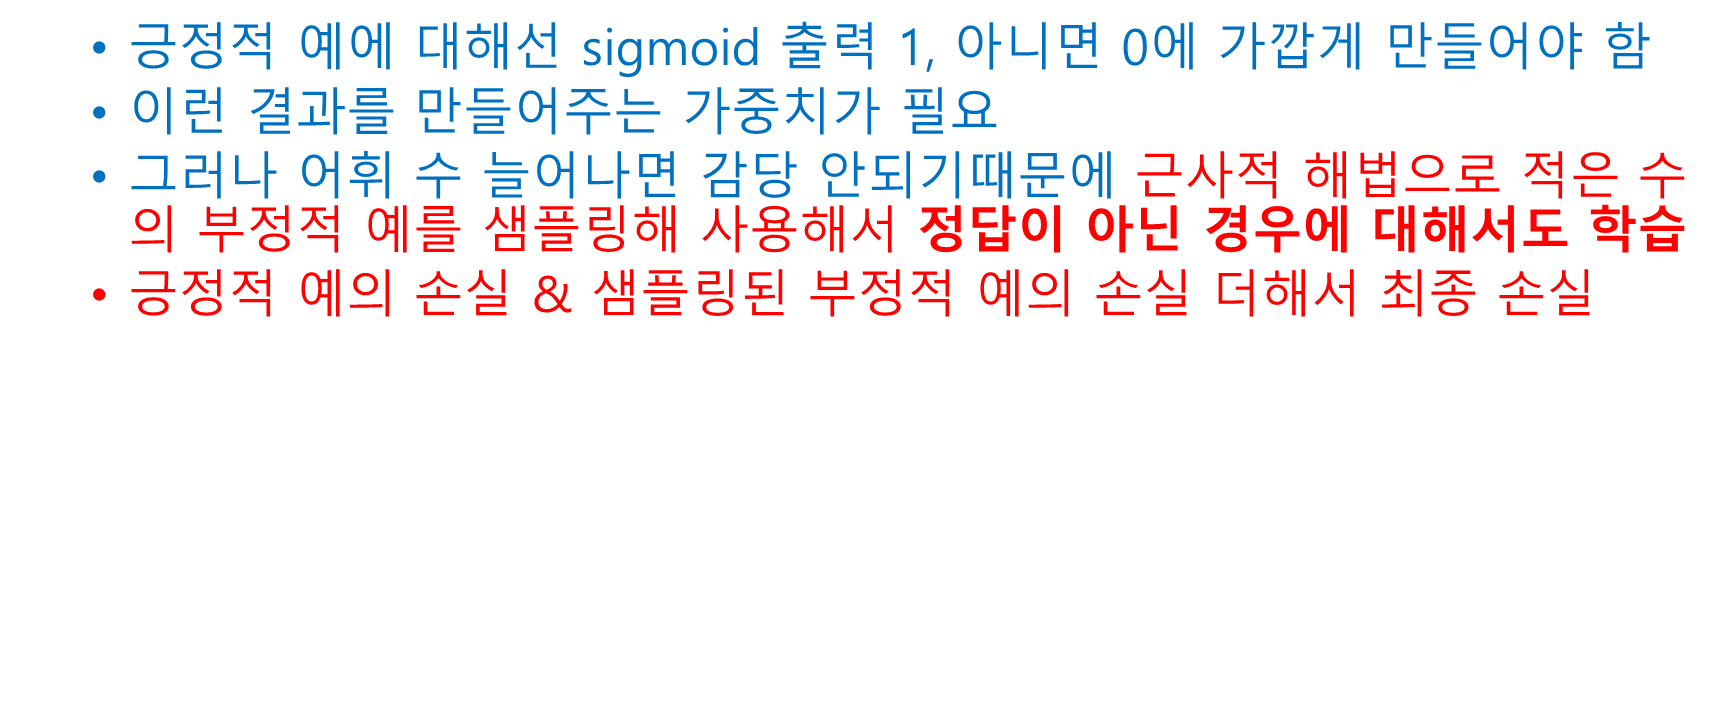 • 긍정적 예에 대해선 sigmoid 출력 1, 아니면 0에 가깝게 만들어야 함
• 이런 결과를 만들어주는 가중치가 필요
• 그러나 어휘 수 늘어나면 감당 안되기때문에 근사적 해법으로 적은 수
의 부정적 예를 샘플링해 사용해서 정답이 아닌 경우에 대해서도 학습
• 긍정적 예의 손실 & 샘플링된 부정적 예의 손실 더해서 최종 손실